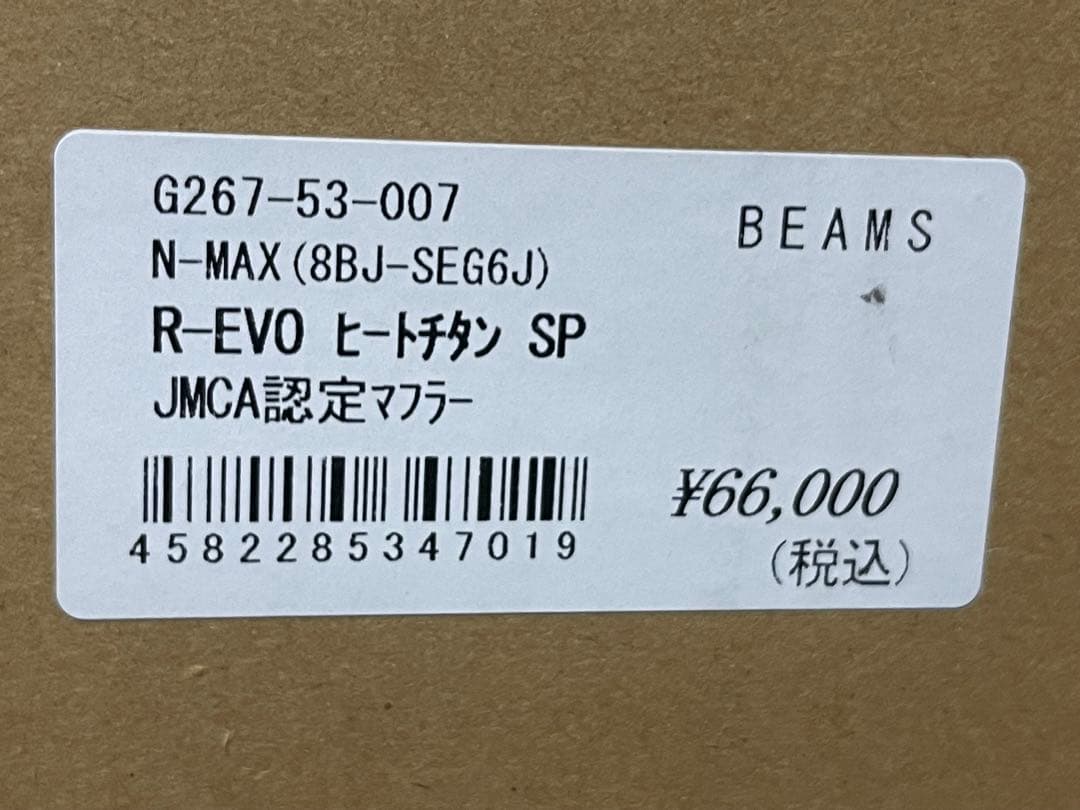 G267-53-007
BEAMS
N-MAX(8BJ-SEG6J)
R-EVO ヒートチタン SP
JMCA認定マフラー
4582285347019
¥66,000
(税込)